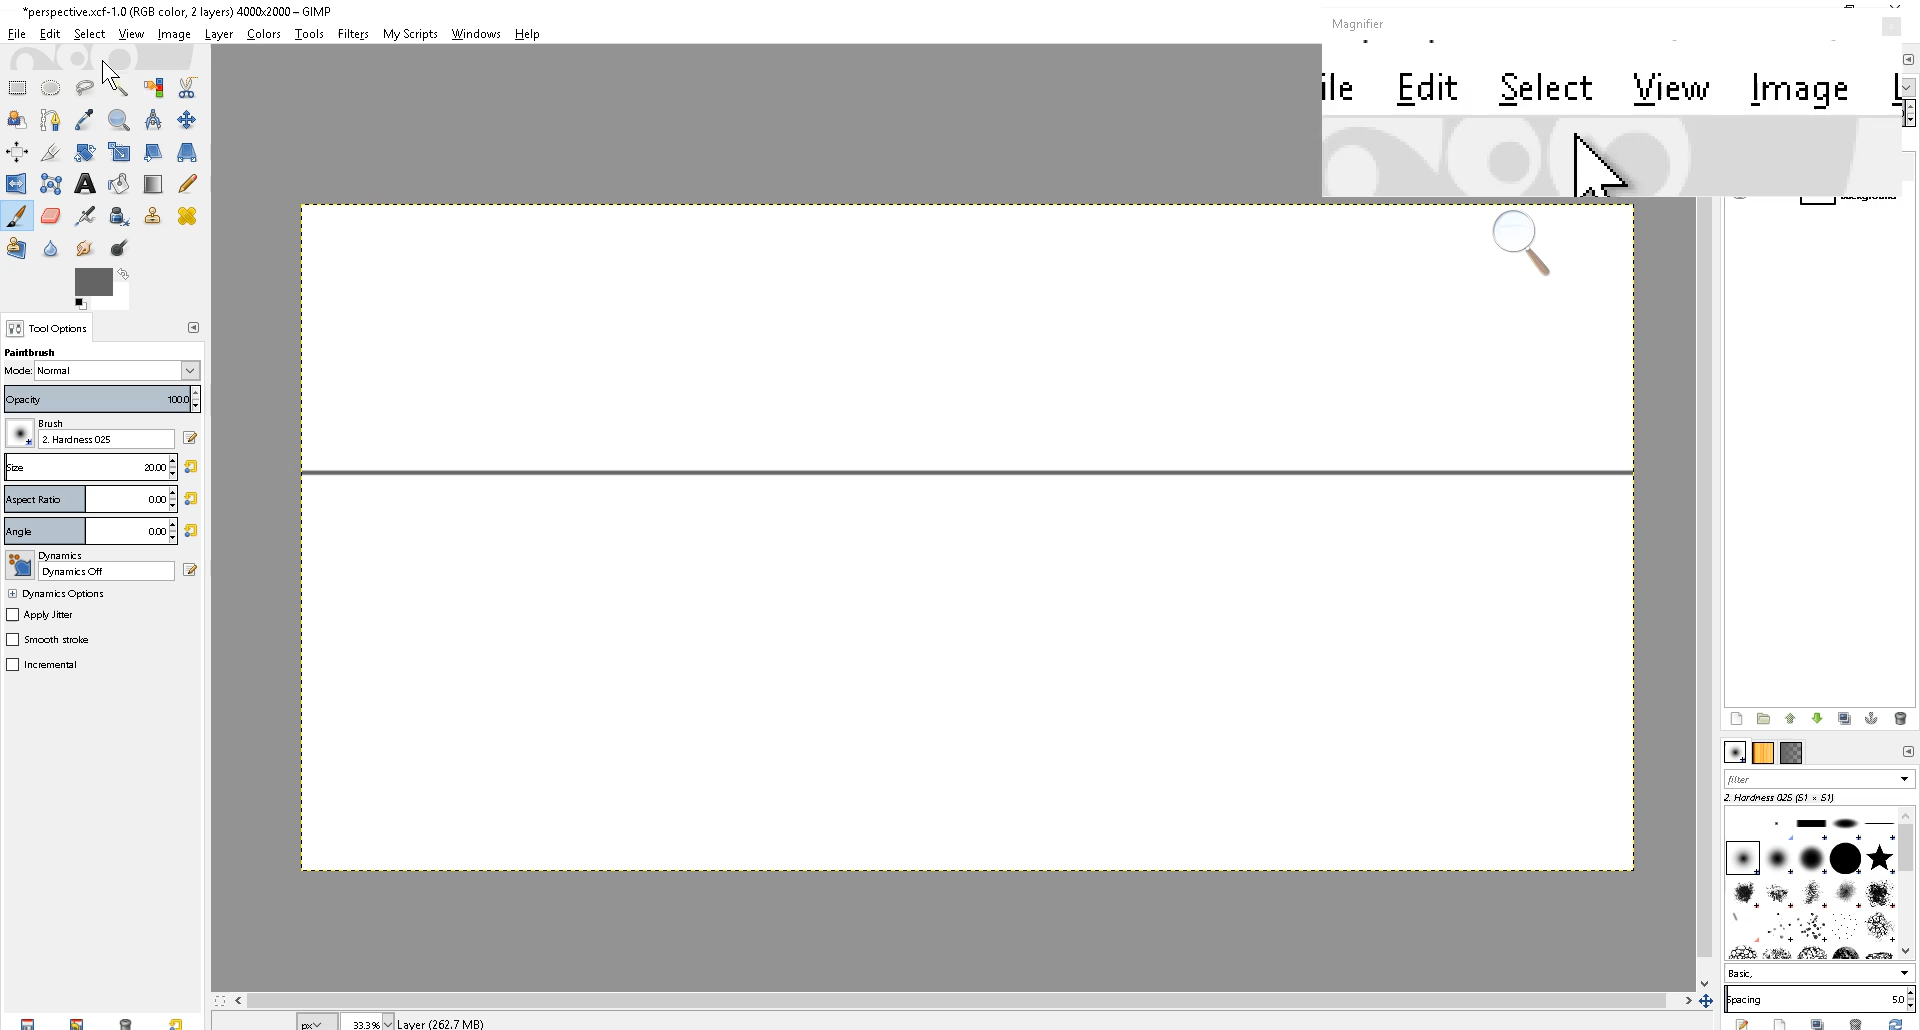 *perspective.xcf-1.0 (RGB color, 2 layers) 4000x2000 – GIMP
File Edit Select View Image Layer Colors Tools Filters My Scripts Windows Help
Magnifier
ile Edit Select View Image
background
Tool Options
Paintbrush
Mode: Normal
Opacity 100.0
Brush
2. Hardness 025
Size 20.00
Aspect Ratio 0.00
Angle 0.00
Dynamics
Dynamics Off
Dynamics Options
Apply Jitter
Smooth stroke
Incremental
filter
2. Hardness 025 (51 × 51)
Basic,
Spacing 5.0
px 33.3 % Layer (262.7 MB)